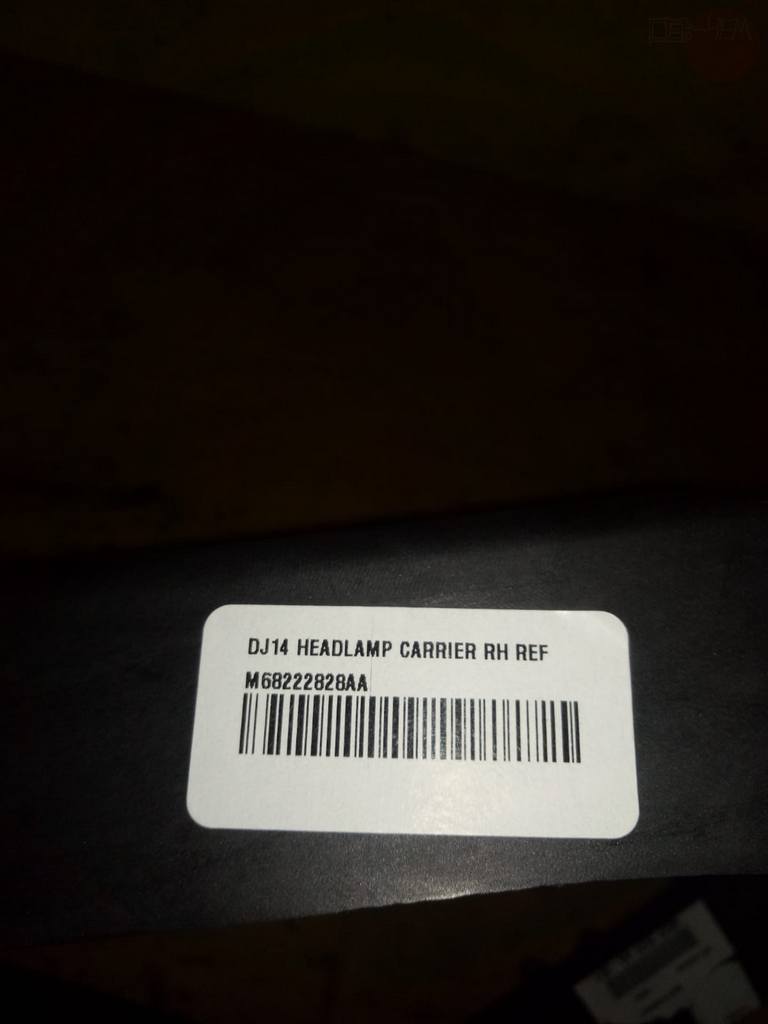 DJ14 HEADLAMP CARRIER RH REF
M68222828AA